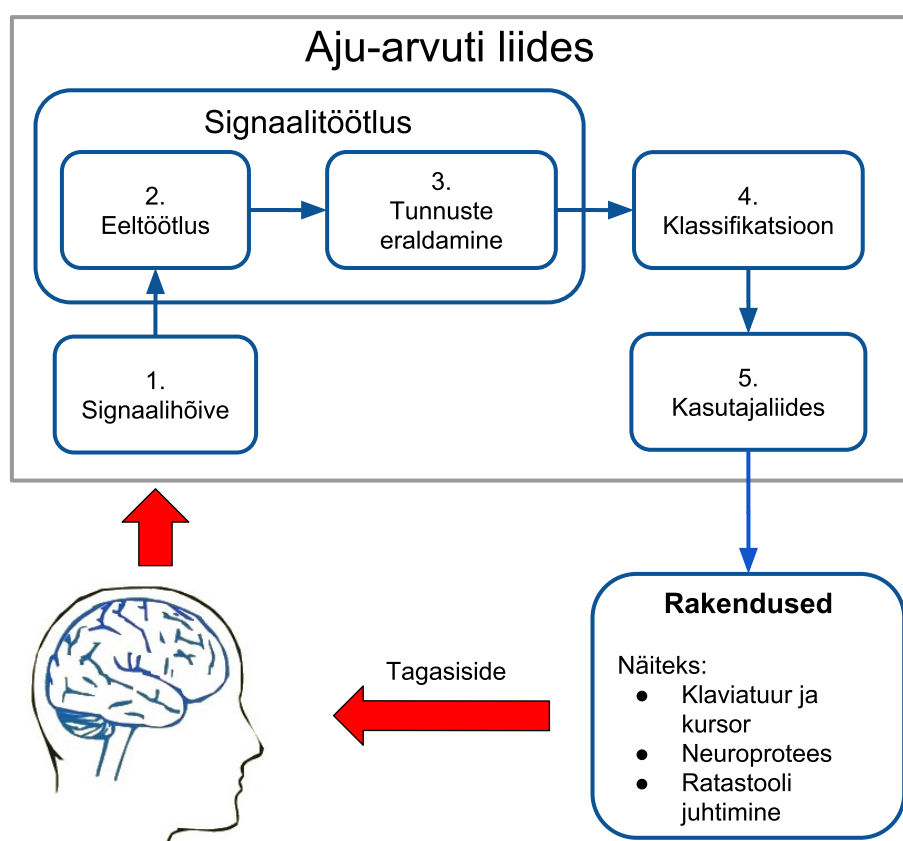 Aju-arvuti liides
Signaalitöötlus
2.
Eeltöötlus
3.
Tunnuste
eraldamine
4.
Klassifikatsioon
1.
Signaalihõive
5.
Kasutajaliides
Rakendused
Näiteks:
● Klaviatuur ja
kursor
● Neuroprotees
● Ratastooli
juhtimine
Tagasiside